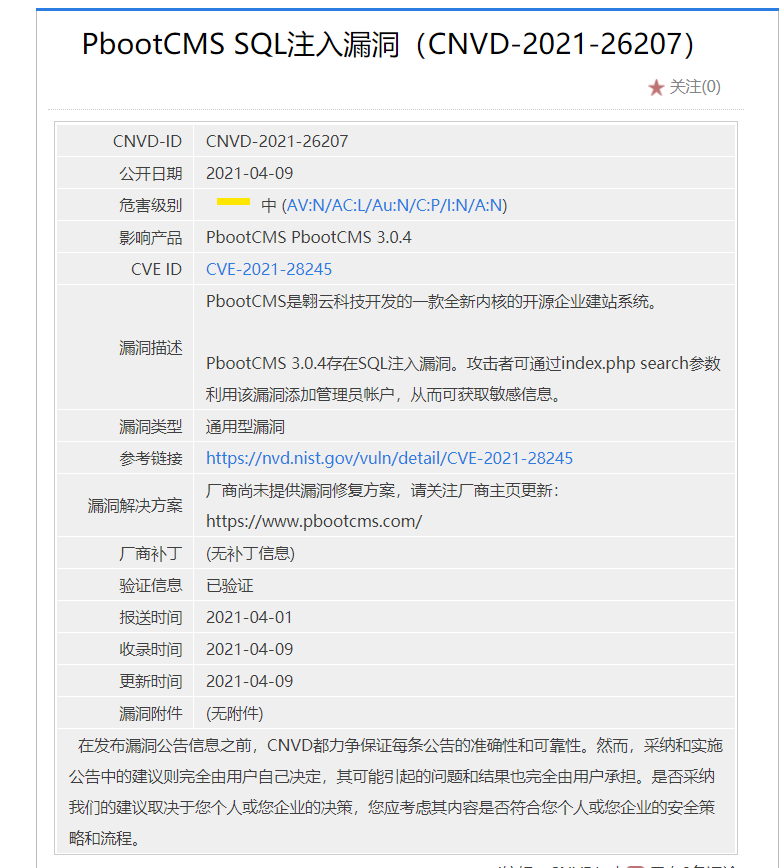 PbootCMS SQL注入漏洞（CNVD-2021-26207）
关注(0)
CNVD-ID CNVD-2021-26207
公开日期 2021-04-09
危害级别 中 (AV:N/AC:L/Au:N/C:P/I:N/A:N)
影响产品 PbootCMS PbootCMS 3.0.4
CVE ID CVE-2021-28245
漏洞描述
PbootCMS是翱云科技开发的一款全新内核的开源企业建站系统。
PbootCMS 3.0.4存在SQL注入漏洞。攻击者可通过index.php search参数
利用该漏洞添加管理员帐户，从而可获取敏感信息。
漏洞类型 通用型漏洞
参考链接 https://nvd.nist.gov/vuln/detail/CVE-2021-28245
漏洞解决方案
厂商尚未提供漏洞修复方案，请关注厂商主页更新：
https://www.pbootcms.com/
厂商补丁 (无补丁信息)
验证信息 已验证
报送时间 2021-04-01
收录时间 2021-04-09
更新时间 2021-04-09
漏洞附件 (无附件)
在发布漏洞公告信息之前，CNVD都力争保证每条公告的准确性和可靠性。然而，采纳和实施
公告中的建议则完全由用户自己决定，其可能引起的问题和结果也完全由用户承担。是否采纳
我们的建议取决于您个人或您企业的决策，您应考虑其内容是否符合您个人或您企业的安全策
略和流程。